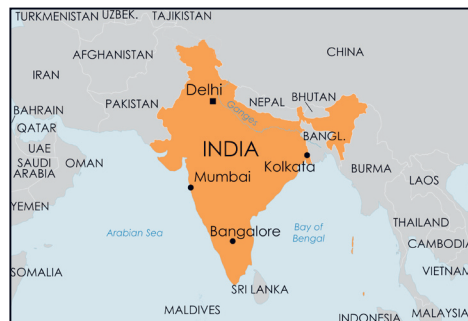 TURKMENISTAN
UZBEK.
TAJIKISTAN
AFGHANISTAN
CHINA
IRAN
Delhi
NEPAL
BHUTAN
PAKISTAN
Ganges
BAHRAIN
QATAR
BANGL.
UAE
INDIA
SAUDI
ARABIA
OMAN
Kolkata
BURMA
Mumbai
LAOS
YEMEN
THAILAND
Arabian Sea
Bangalore
Bay of
Bengal
CAMBODIA
VIETNAM
SOMALIA
SRI LANKA
MALDIVES
INDONESIA
MALAYSIA